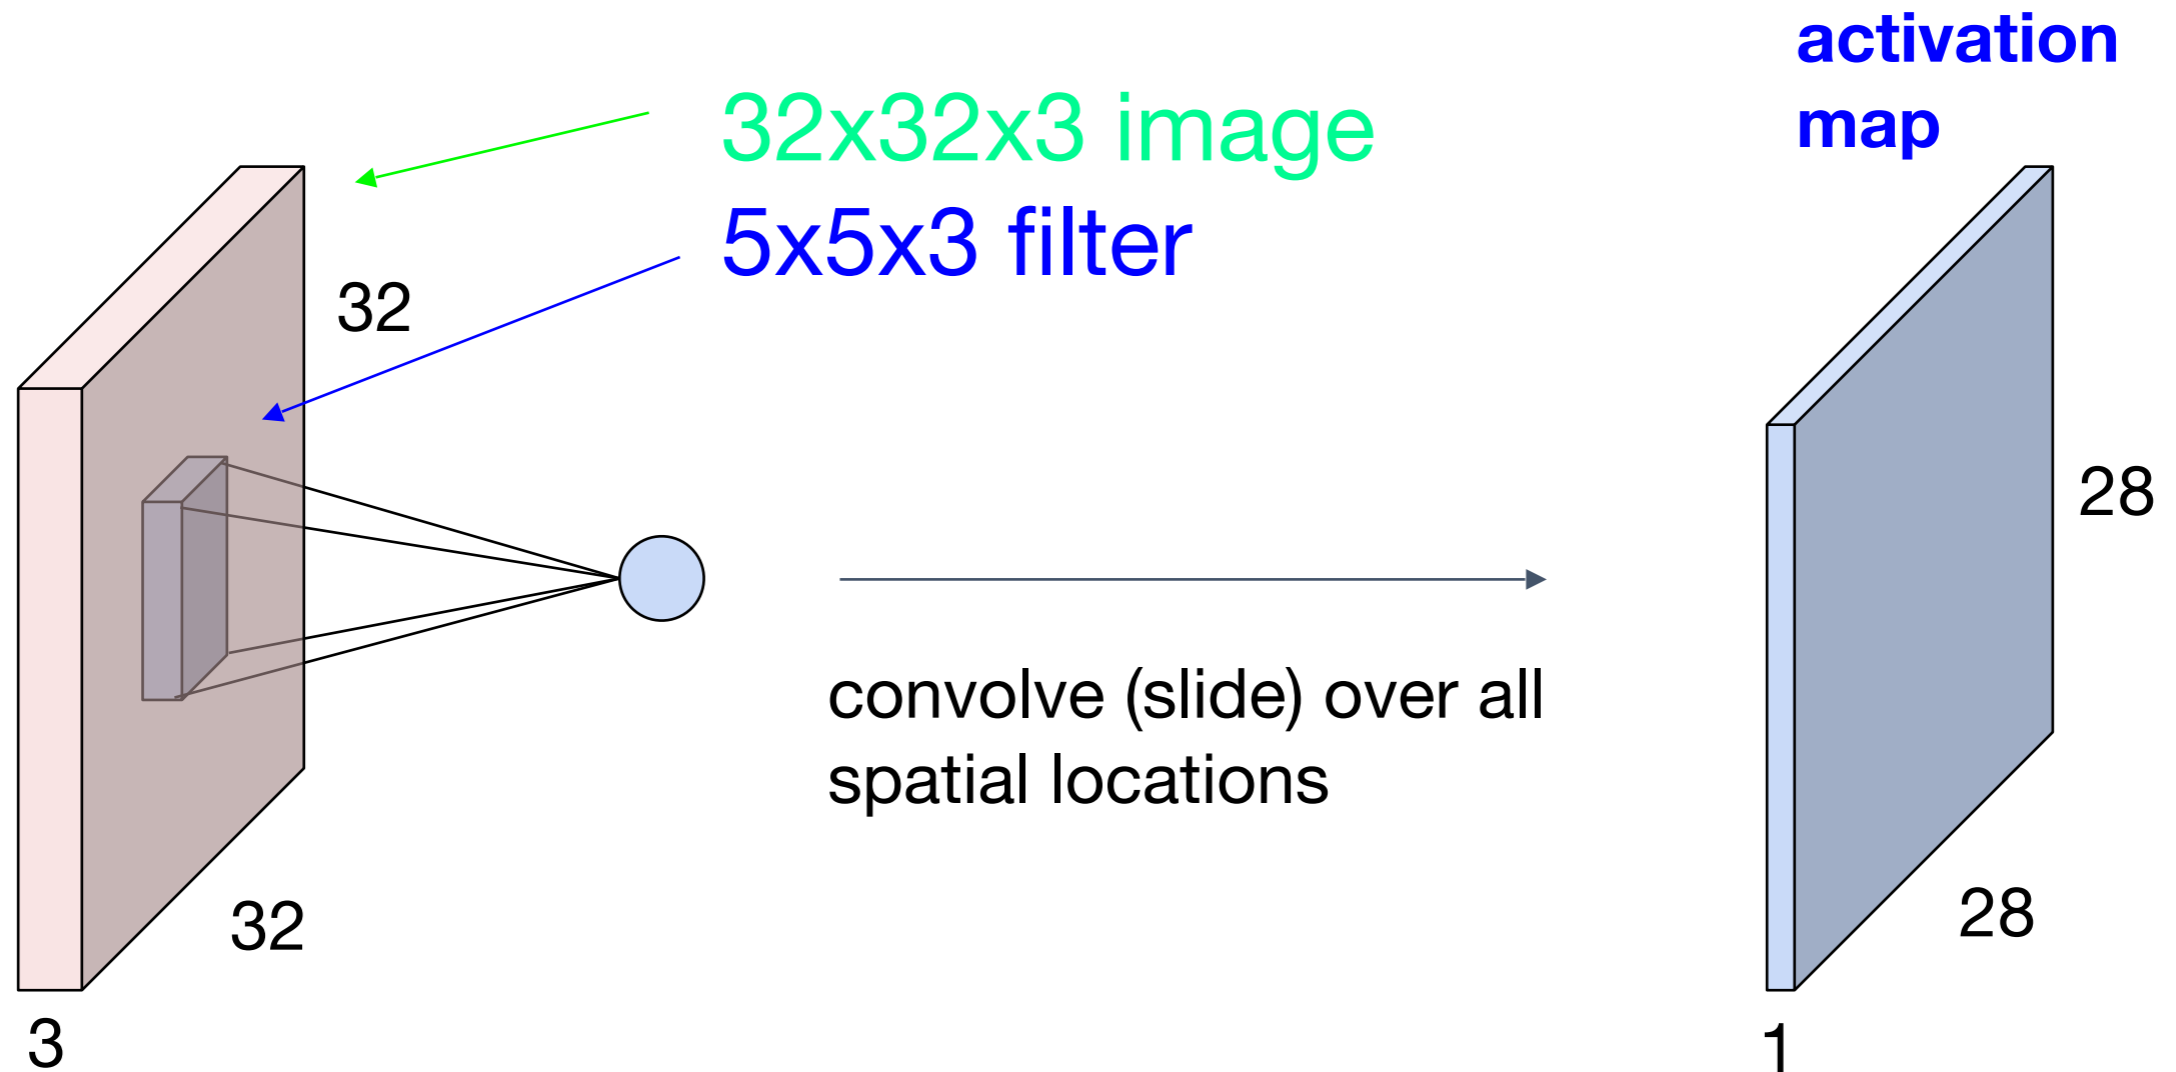 activation
map
32x32x3 image
5x5x3 filter
32
28
convolve (slide) over all
spatial locations
32
28
3
1